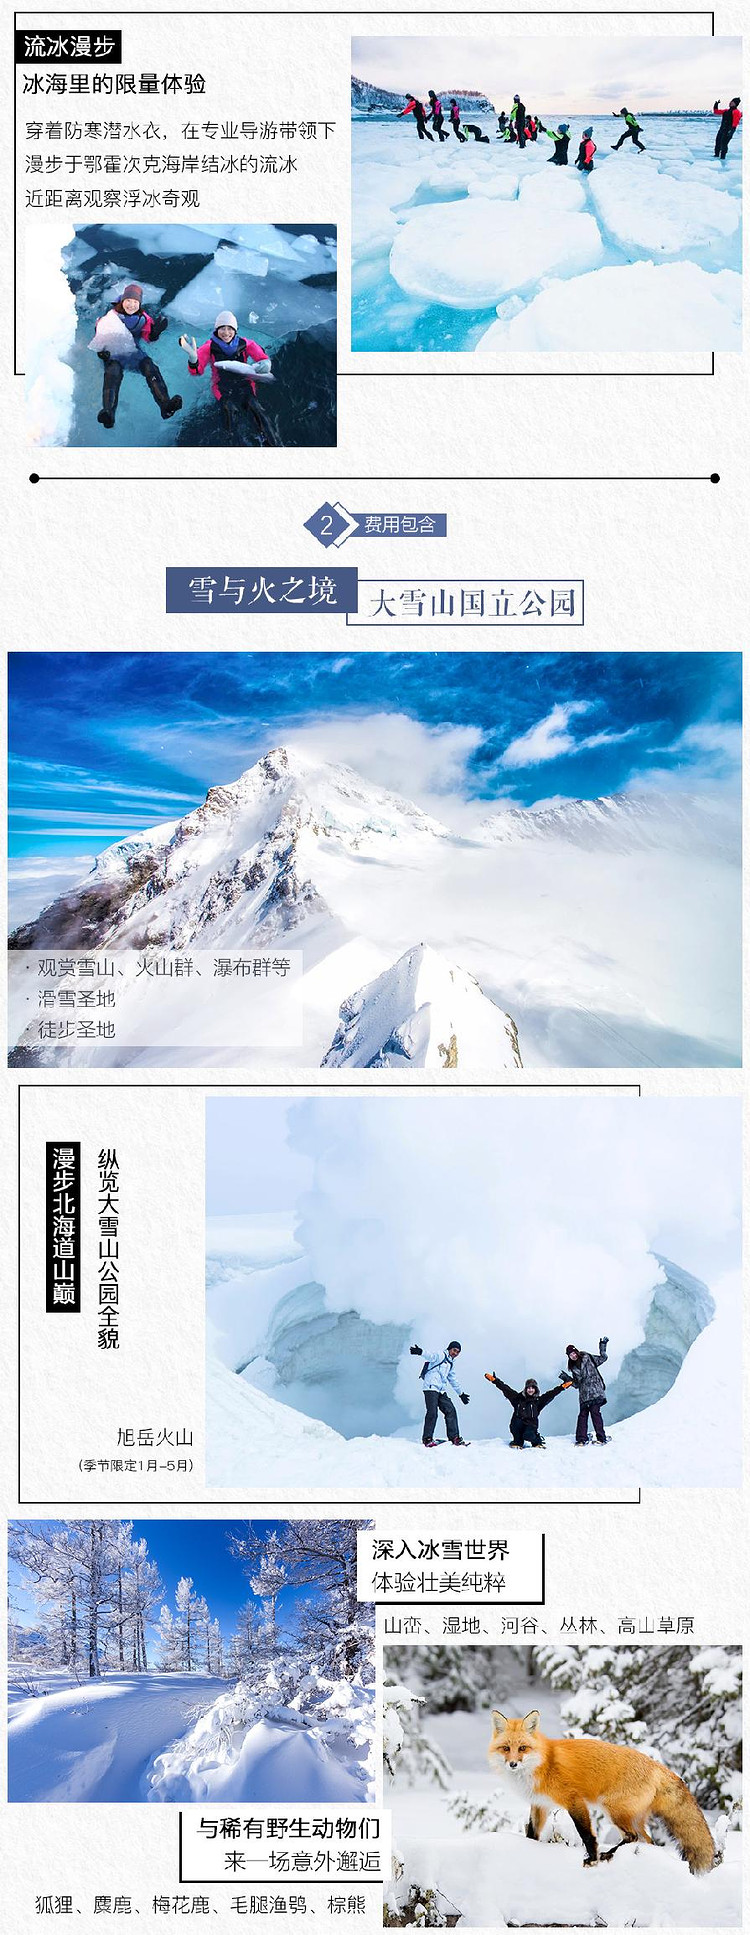 流冰漫步
冰海里的限量体验
穿着防寒潜水衣，在专业导游带领下
漫步于鄂霍次克海岸结冰的流冰
近距离观察浮冰奇观
2
费用包含
雪与火之境
大雪山国立公园
· 观赏雪山、火山群、瀑布群等
· 滑雪圣地
· 徒步圣地
漫步北海道山巅
纵览大雪山公园全貌
旭岳火山
(季节限定1月-5月)
深入冰雪世界
体验壮美纯粹
山峦、湿地、河谷、丛林、高山草原
与稀有野生动物们
来一场意外邂逅
狐狸、麋鹿、梅花鹿、毛腿渔鸮、棕熊